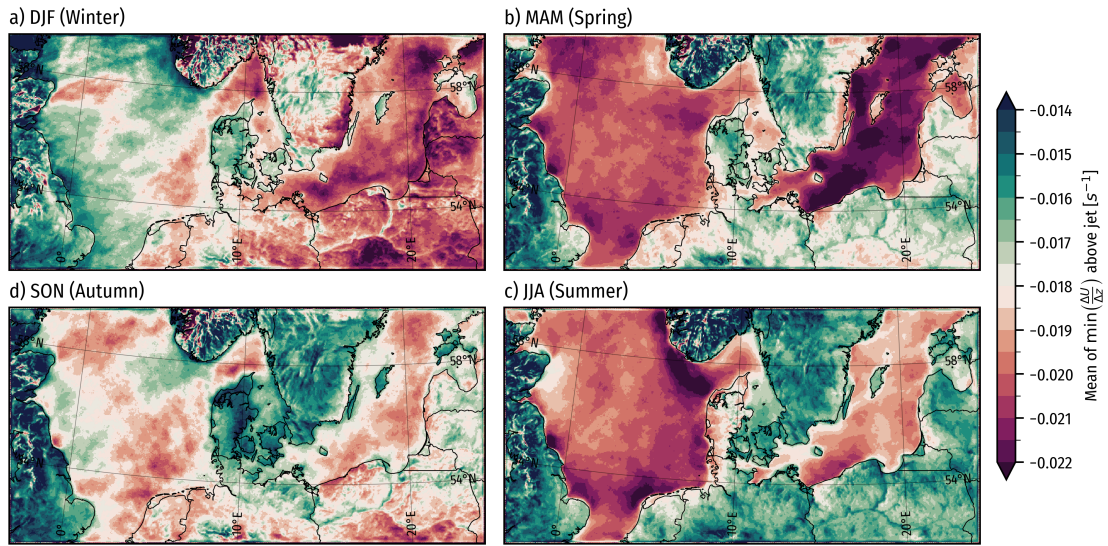 a) DJF (Winter)
b) MAM (Spring)
58°N
54°N
0°
10°E
20°E
58°N
54°N
0°
10°E
20°E
d) SON (Autumn)
c) JJA (Summer)
58°N
54°N
0°
10°E
20°E
58°N
54°N
0°
10°E
20°E
-0.014
-0.015
-0.016
-0.017
-0.018
-0.019
-0.020
-0.021
-0.022
Mean of min(ΔU/ΔZ) above jet [s⁻¹]